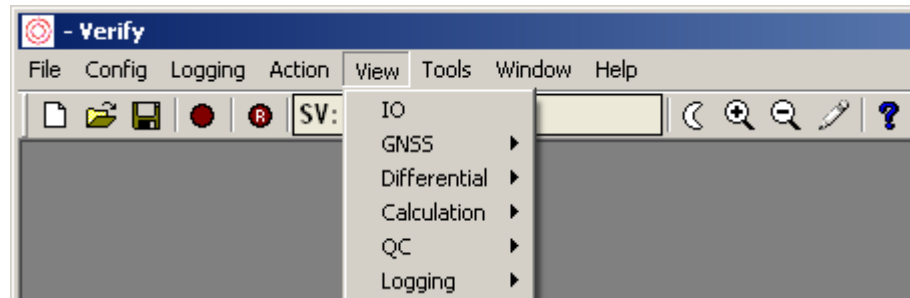 - Verify
File Config Logging Action View Tools Window Help
R SV: ?
IO
GNSS
Differential
Calculation
QC
Logging